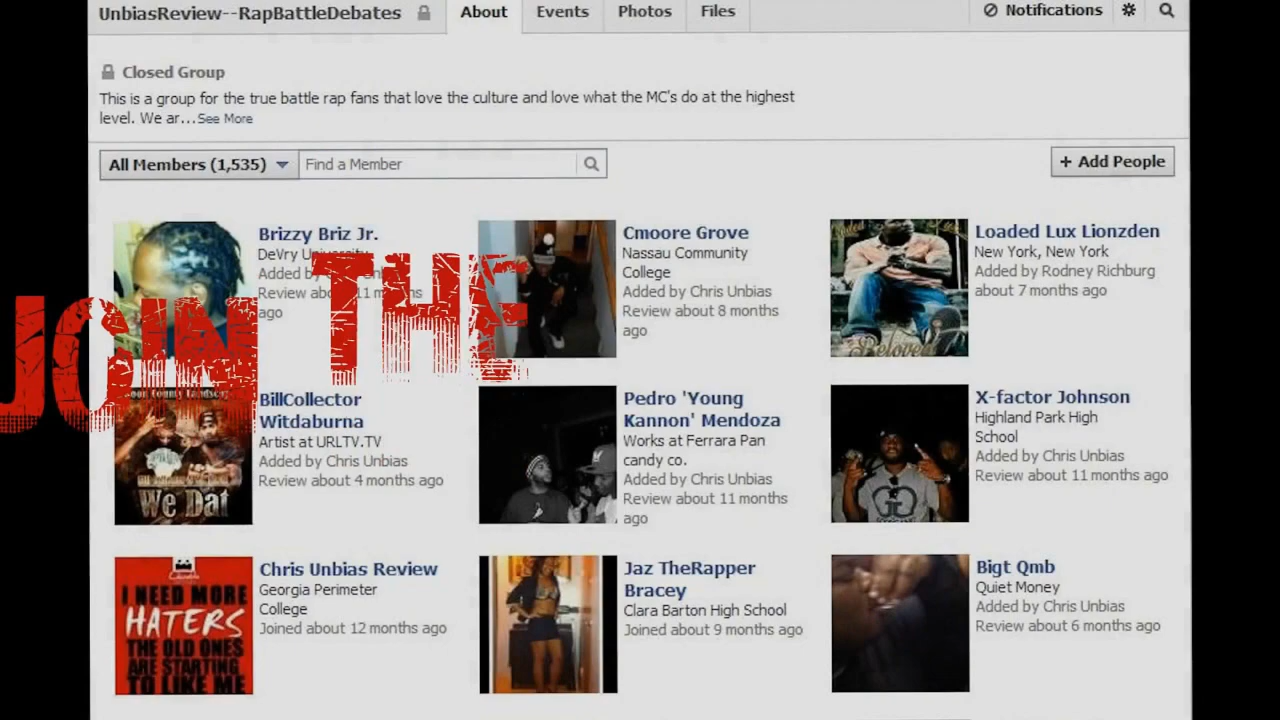 UnbiasReview--RapBattleDebates
About
Events
Photos
Files
Notifications
Closed Group
This is a group for the true battle rap fans that love the culture and love what the MC's do at the highest
level. We ar...See More
All Members (1,535)
Find a Member
+ Add People
Brizzy Briz Jr.
DeVry University
Added by
Review about 11 months
ago
Cmoore Grove
Nassau Community
College
Added by Chris Unbias
Review about 8 months
ago
Loaded Lux Lionzden
New York, New York
Added by Rodney Richburg
about 7 months ago
Beloved
JOIN THE
BillCollector
Witdaburna
Artist at URLTV.TV
Added by Chris Unbias
Review about 4 months ago
We Dat
Pedro 'Young
Kannon' Mendoza
Works at Ferrara Pan
candy co.
Added by Chris Unbias
Review about 11 months
ago
X-factor Johnson
Highland Park High
School
Added by Chris Unbias
Review about 11 months ago
I NEED MORE
HATERS
THE OLD ONES
ARE STARTING
TO LIKE ME
Chris Unbias Review
Georgia Perimeter
College
Joined about 12 months ago
Jaz TheRapper
Bracey
Clara Barton High School
Joined about 9 months ago
Bigt Qmb
Quiet Money
Added by Chris Unbias
Review about 6 months ago